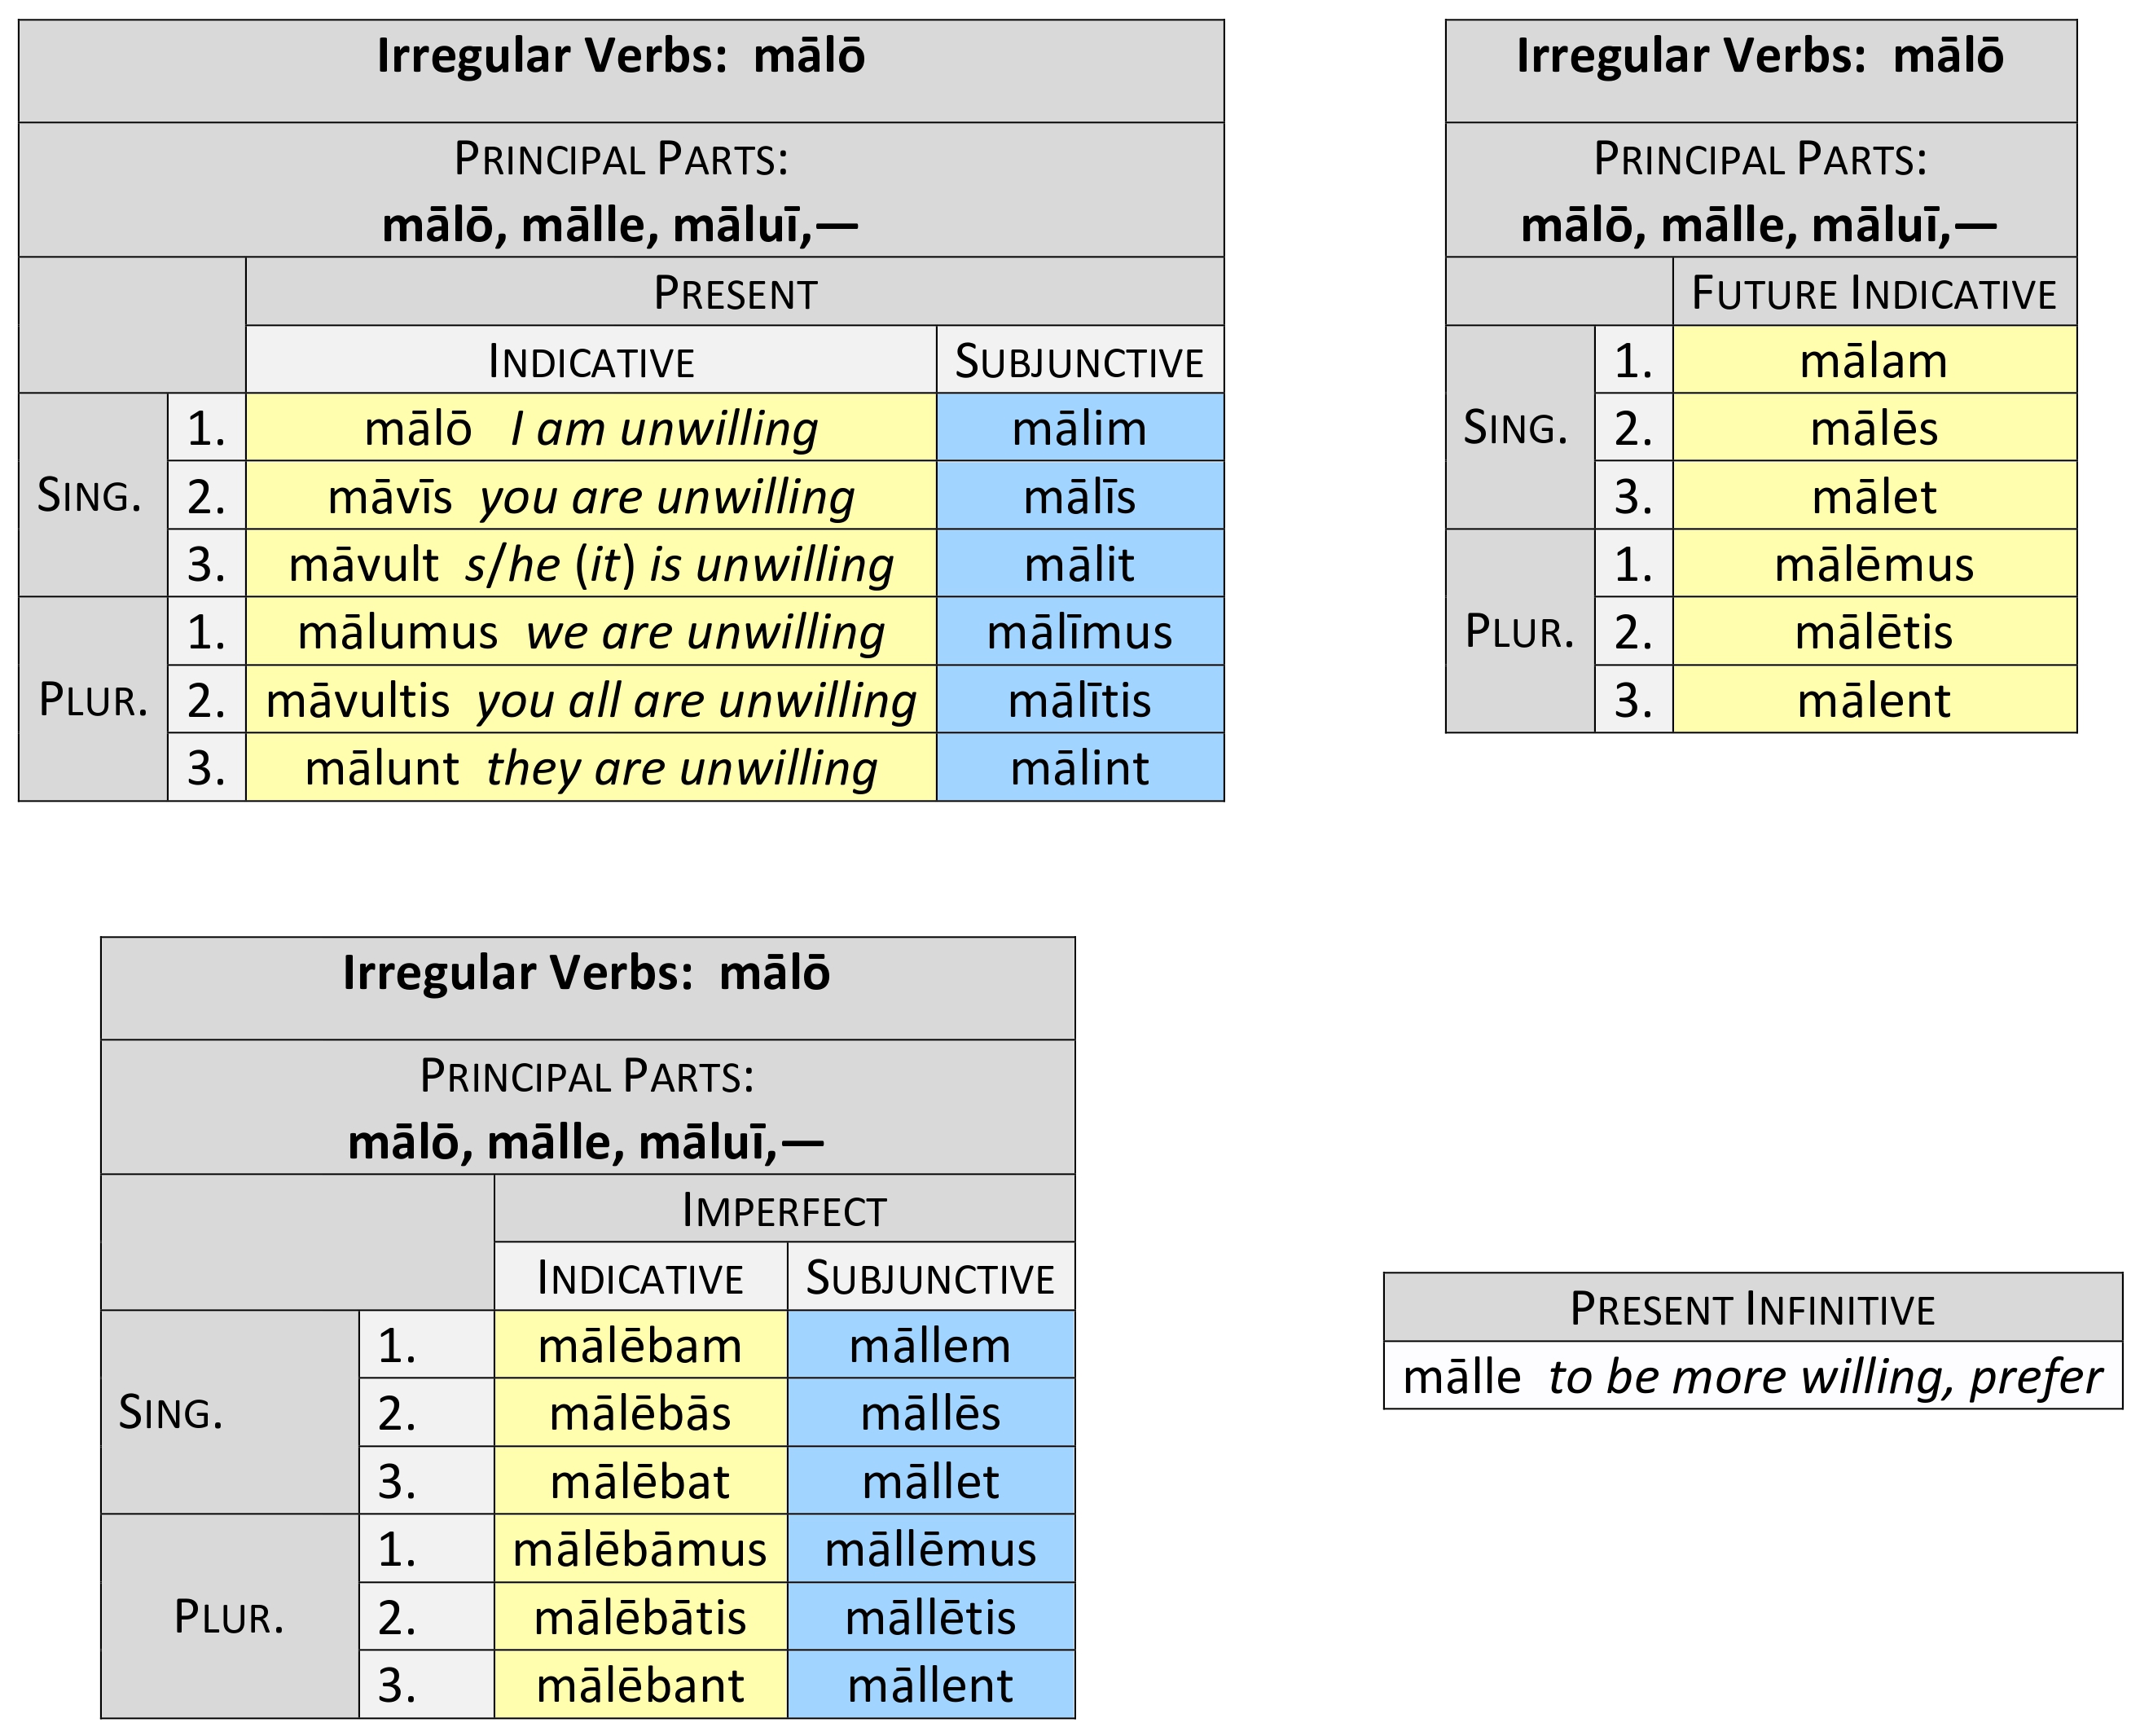 Irregular Verbs: mālō
Principal Parts:
mālō, mālle, māluī,—
Present
Indicative Subjunctive
Sing. 1. mālō I am unwilling mālim
2. māvīs you are unwilling mālīs
3. māvult s/he (it) is unwilling mālit
Plur. 1. mālumus we are unwilling mālīmus
2. māvultis you all are unwilling mālītis
3. mālunt they are unwilling mālint
Irregular Verbs: mālō
Principal Parts:
mālō, mālle, māluī,—
Future Indicative
Sing. 1. mālam
2. mālēs
3. mālet
Plur. 1. mālēmus
2. mālētis
3. mālent
Irregular Verbs: mālō
Principal Parts:
mālō, mālle, māluī,—
Imperfect
Indicative Subjunctive
Sing. 1. mālēbam māllem
2. mālēbās māllēs
3. mālēbat māllet
Plur. 1. mālēbāmus māllēmus
2. mālēbātis māllētis
3. mālēbant māllent
Present Infinitive
mālle to be more willing, prefer